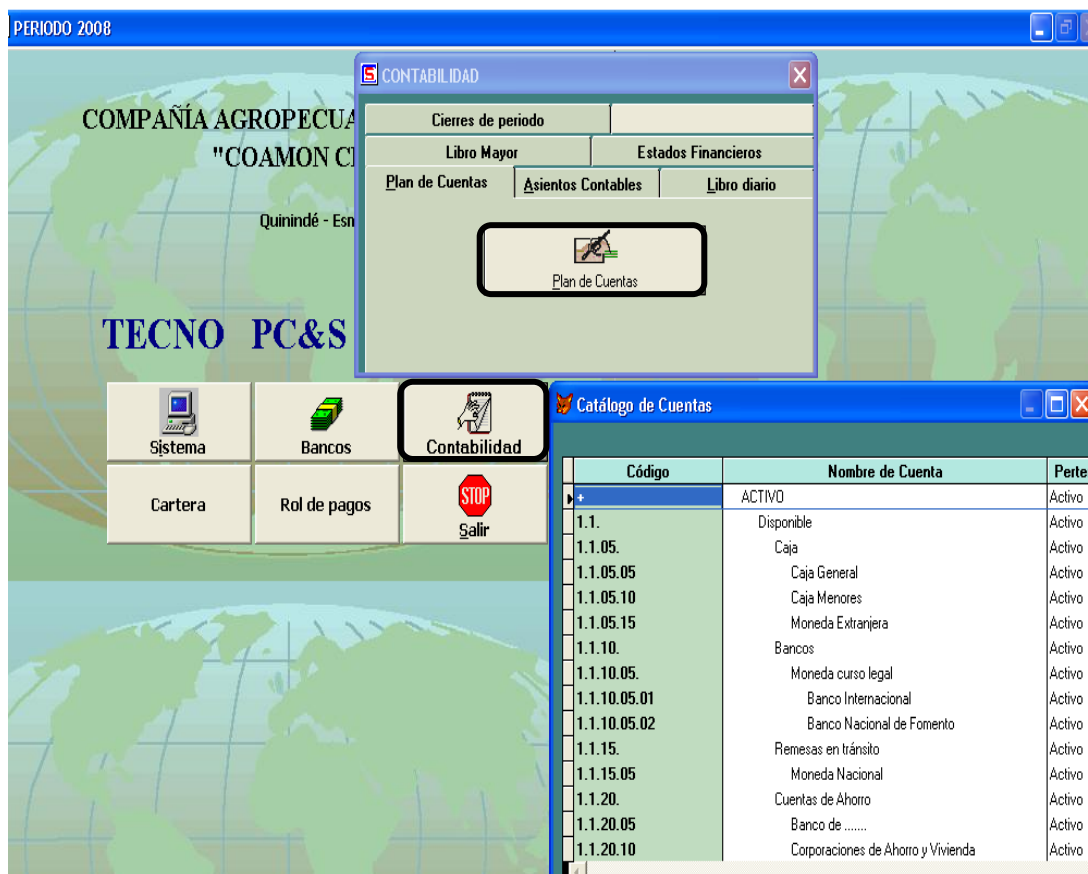 PERIODO 2008
COMPAÑÍA
"COAMON
Quinindé -
TECNO PC&S
CONTABILIDAD
Cierres de periodo
Libro Mayor Estados Financieros
Plan de Cuentas Asientos Contables Libro diario
Plan de Cuentas
Sistema Bancos Contabilidad
Cartera Rol de pagos STOP Salir
Catálogo de Cuentas
Código Nombre de Cuenta
+ ACTIVO Activo
1.1. Disponible Activo
1.1.05. Caja Activo
1.1.05.05 Caja General Activo
1.1.05.10 Caja Menores Activo
1.1.05.15 Moneda Extranjera Activo
1.1.10. Bancos Activo
1.1.10.05. Moneda curso legal Activo
1.1.10.05.01 Banco Internacional Activo
1.1.10.05.02 Banco Nacional de Fomento Activo
1.1.15. Remesas en tránsito Activo
1.1.15.05 Moneda Nacional Activo
1.1.20. Cuentas de Ahorro Activo
1.1.20.05 Banco de ....... Activo
1.1.20.10 Corporaciones de Ahorro y Vivienda Activo